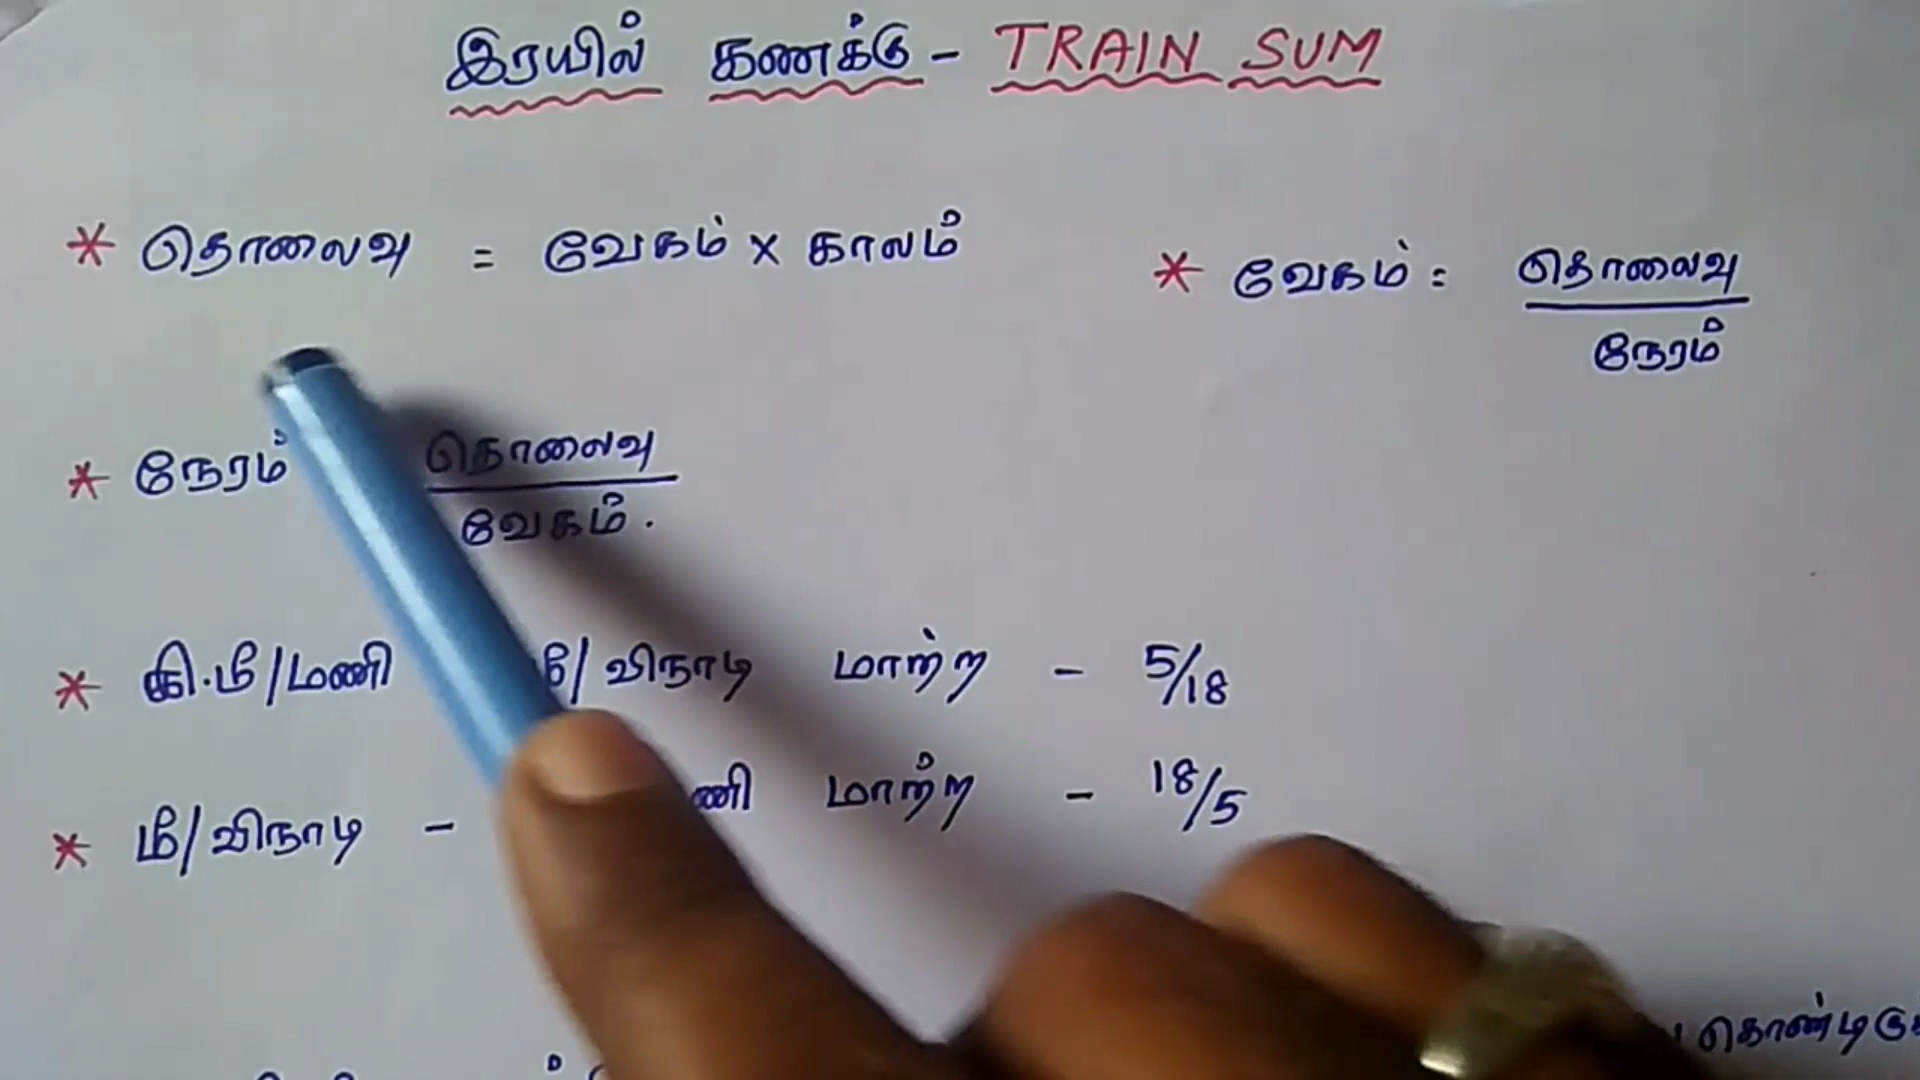 இரயில் கணக்கு - TRAIN SUM
* தொலைவு = வேகம் x காலம்
* வேகம் = தொலைவு / நேரம்
* நேரம் தொலைவு / வேகம்.
* கி.மீ/மணி மீ/விநாடி மாற்ற - 5/18
* மீ/விநாடி - மாற்ற - 18/5